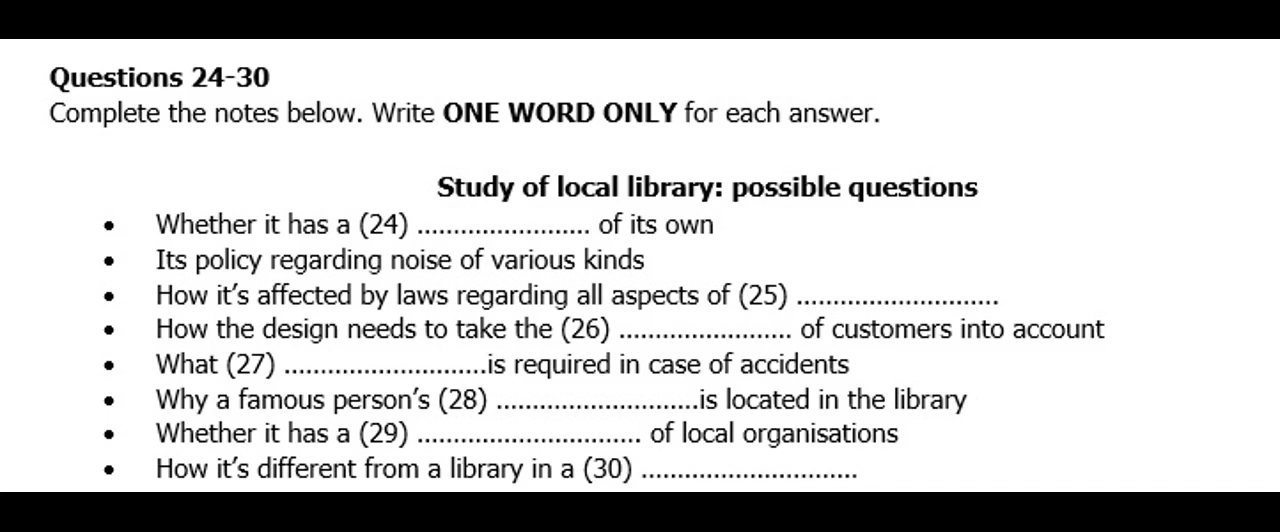 Questions 24-30
Complete the notes below. Write ONE WORD ONLY for each answer.
Study of local library: possible questions
• Whether it has a (24) ........................ of its own
• Its policy regarding noise of various kinds
• How it's affected by laws regarding all aspects of (25) ............................
• How the design needs to take the (26) ........................ of customers into account
• What (27) ............................is required in case of accidents
• Why a famous person's (28) ............................is located in the library
• Whether it has a (29) ............................... of local organisations
• How it's different from a library in a (30) ..............................